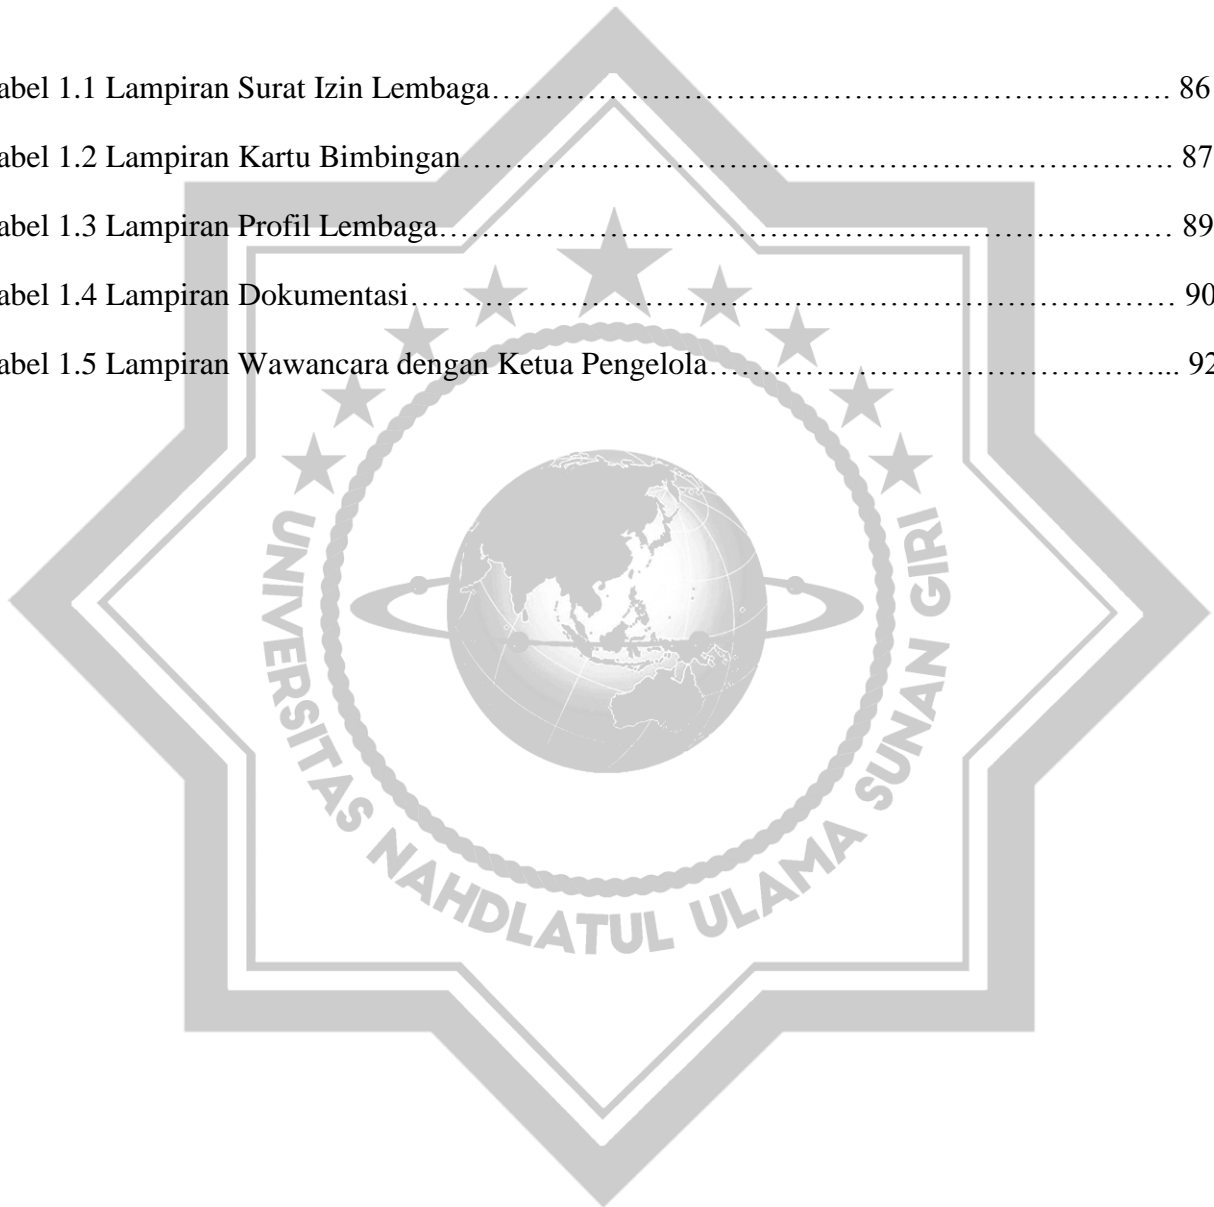 abel 1.1 Lampiran Surat Izin Lembaga…………………………………………………………………. 86
abel 1.2 Lampiran Kartu Bimbingan……………………………………………………………………. 87
abel 1.3 Lampiran Profil Lembaga……………………………………………………………………… 89
abel 1.4 Lampiran Dokumentasi………………………………………………………………………… 90
abel 1.5 Lampiran Wawancara dengan Ketua Pengelola……………………………………………... 92
UNIVERSITAS NAHDLATUL ULAMA SUNAN GIRI